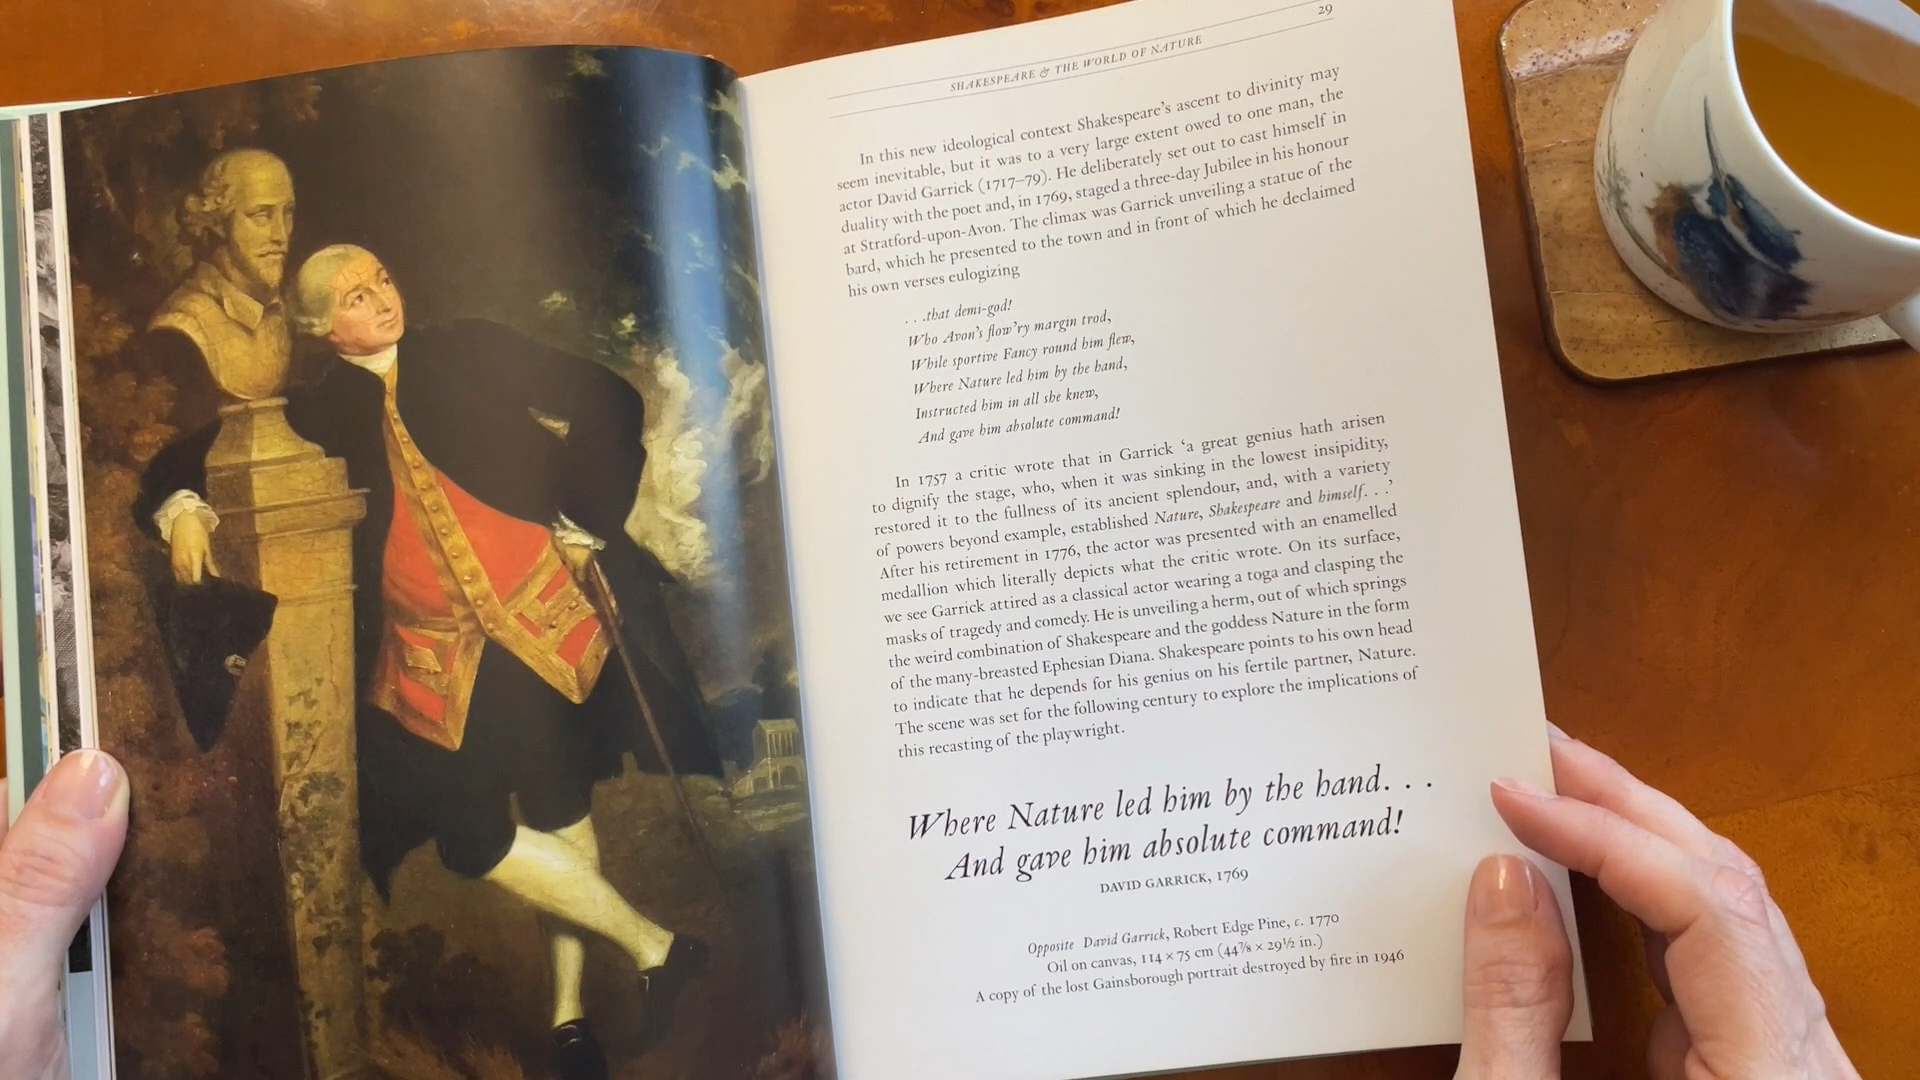 29
SHAKESPEARE & THE WORLD OF NATURE
In this new ideological context Shakespeare's ascent to divinity may
seem inevitable, but it was to a very large extent owed to one man, the
actor David Garrick (1717–79). He deliberately set out to cast himself in
duality with the poet and, in 1769, staged a three-day Jubilee in his honour
at Stratford-upon-Avon. The climax was Garrick unveiling a statue of the
bard, which he presented to the town and in front of which he declaimed
his own verses eulogizing
. . .that demi-god!
Who Avon's flow'ry margin trod,
While sportive Fancy round him flew,
Where Nature led him by the hand,
Instructed him in all she knew,
And gave him absolute command!
In 1757 a critic wrote that in Garrick 'a great genius hath arisen
to dignify the stage, who, when it was sinking in the lowest insipidity,
restored it to the fullness of its ancient splendour, and, with a variety
of powers beyond example, established Nature, Shakespeare and himself. . .'
After his retirement in 1776, the actor was presented with an enamelled
medallion which literally depicts what the critic wrote. On its surface,
we see Garrick attired as a classical actor wearing a toga and clasping the
masks of tragedy and comedy. He is unveiling a herm, out of which springs
the weird combination of Shakespeare and the goddess Nature in the form
of the many-breasted Ephesian Diana. Shakespeare points to his own head
to indicate that he depends for his genius on his fertile partner, Nature.
The scene was set for the following century to explore the implications of
this recasting of the playwright.
Where Nature led him by the hand. . .
And gave him absolute command!
DAVID GARRICK, 1769
Opposite David Garrick, Robert Edge Pine, c. 1770
Oil on canvas, 114 × 75 cm (44⅞ × 29½ in.)
A copy of the lost Gainsborough portrait destroyed by fire in 1946